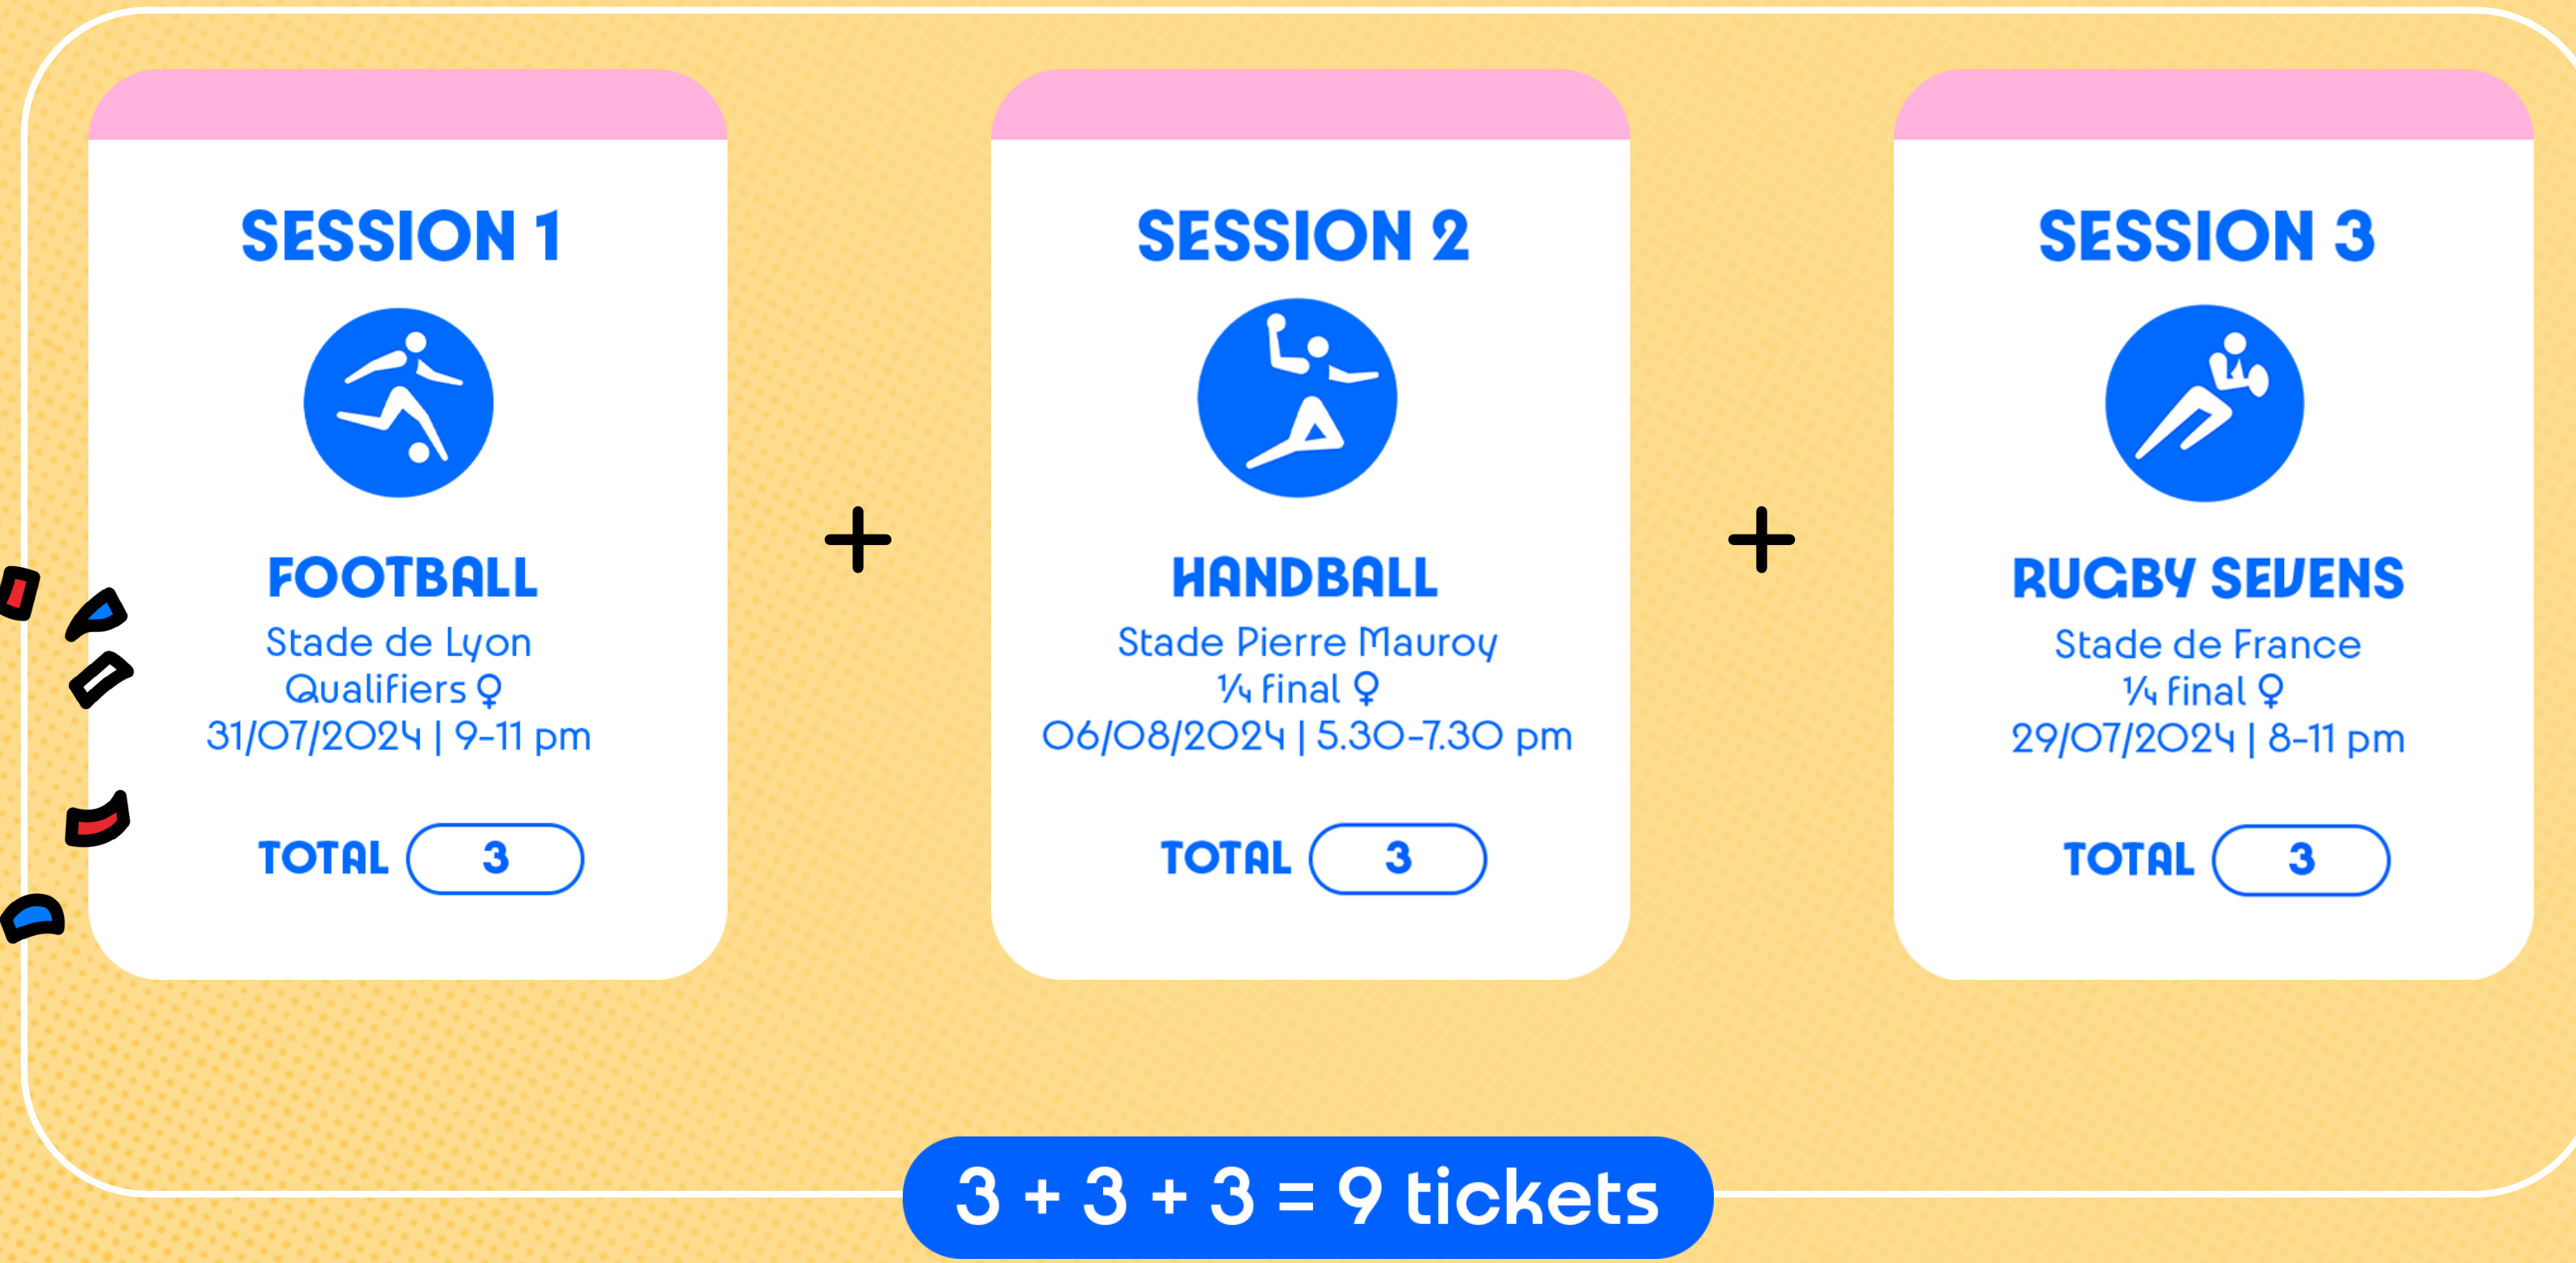 SESSION 1
FOOTBALL
Stade de Lyon
Qualifiers ♀
31/07/2024 | 9-11 pm
TOTAL 3
+
SESSION 2
HANDBALL
Stade Pierre Mauroy
¼ final ♀
06/08/2024 | 5.30-7.30 pm
TOTAL 3
+
SESSION 3
RUGBY SEVENS
Stade de France
¼ final ♀
29/07/2024 | 8-11 pm
TOTAL 3
3 + 3 + 3 = 9 tickets